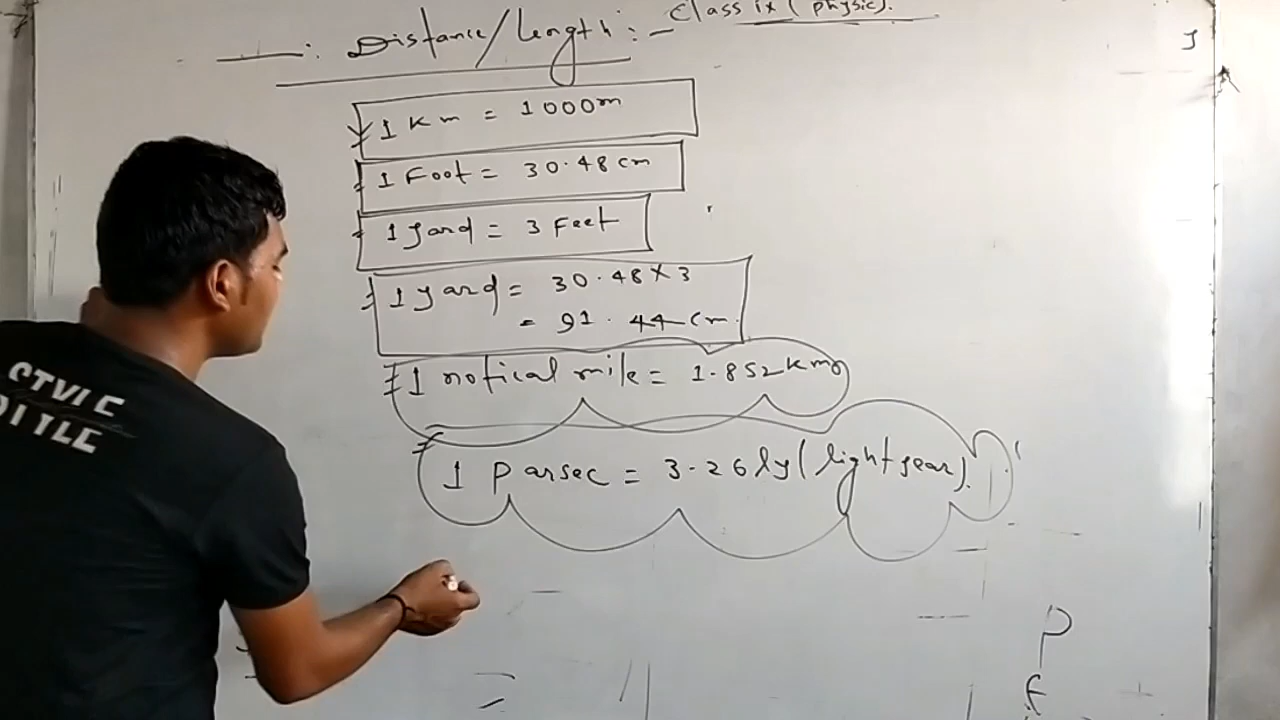 Distance/Length :- Class ix (physic).
1 Km = 1000m
1 Foot = 30.48 cm
1 yard = 3 Feet
1 yard = 30.48 X 3
= 91.44 cm.
1 notical mile = 1.852 Km
1 Parsec = 3.26 ly (light year).
P
STYLE